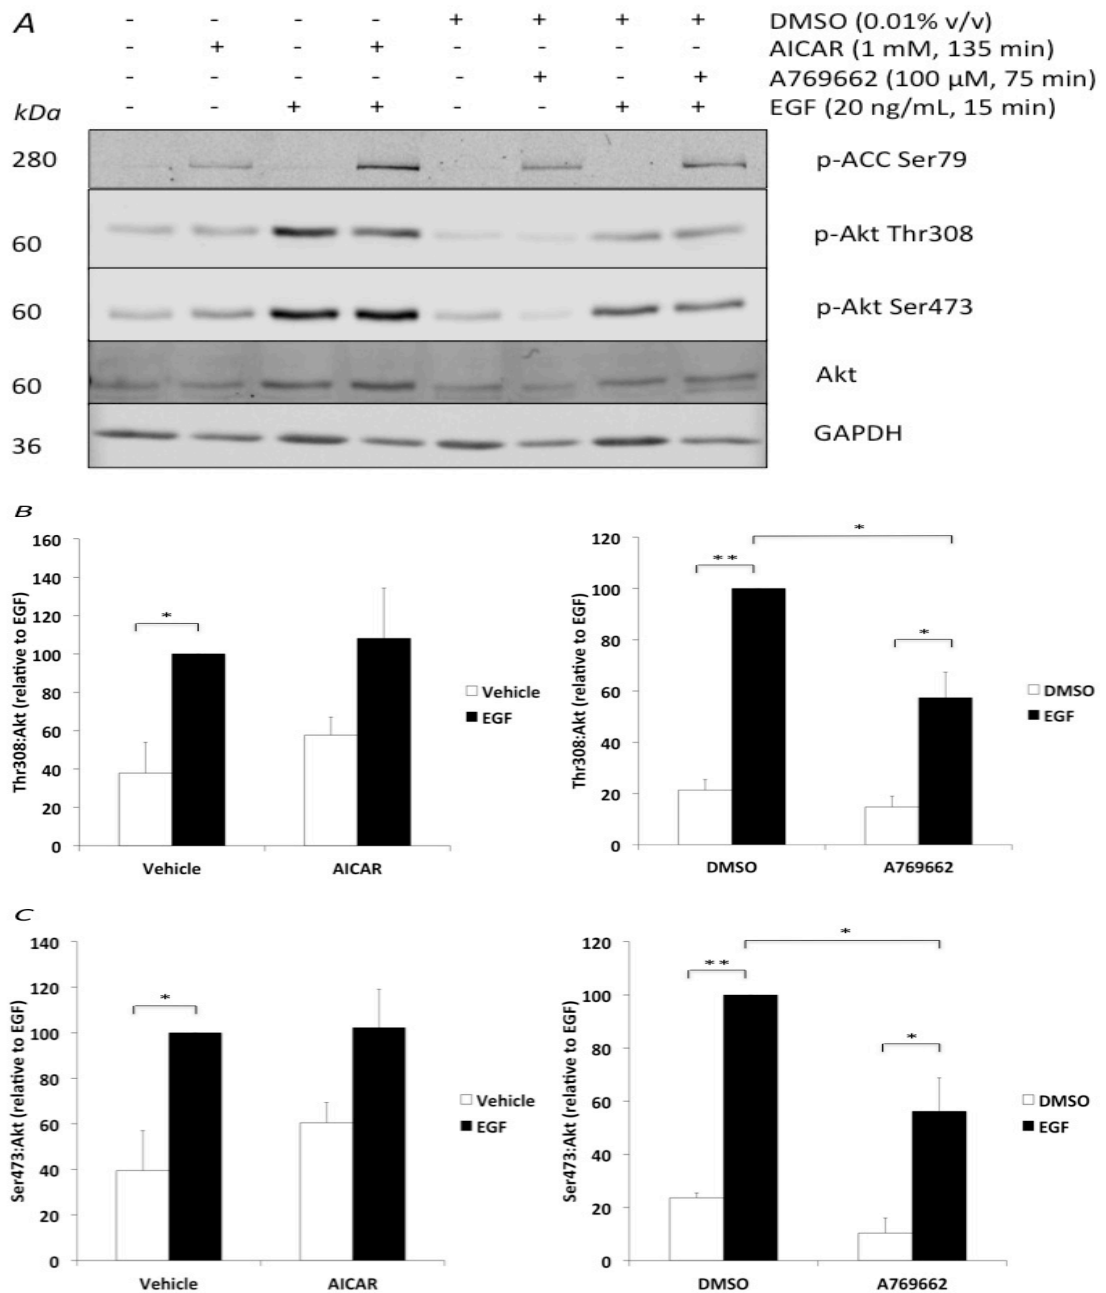 A - - - - + + + + DMSO (0.01% v/v)
- + - + - - - - AICAR (1 mM, 135 min)
- - - - - + - + A769662 (100 µM, 75 min)
kDa - - + + - - + + EGF (20 ng/mL, 15 min)
280 p-ACC Ser79
60 p-Akt Thr308
60 p-Akt Ser473
60 Akt
36 GAPDH
B
Thr308:Akt (relative to EGF)
160
140
120
100
80
60
40
20
0
*
Vehicle
EGF
Vehicle AICAR
Thr308:Akt (relative to EGF)
120
100
80
60
40
20
0
**
*
*
DMSO
EGF
DMSO A769662
C
Ser473:Akt (relative to EGF)
140
120
100
80
60
40
20
0
*
Vehicle
EGF
Vehicle AICAR
Ser473:Akt (relative to EGF)
120
100
80
60
40
20
0
**
*
*
DMSO
EGF
DMSO A769662